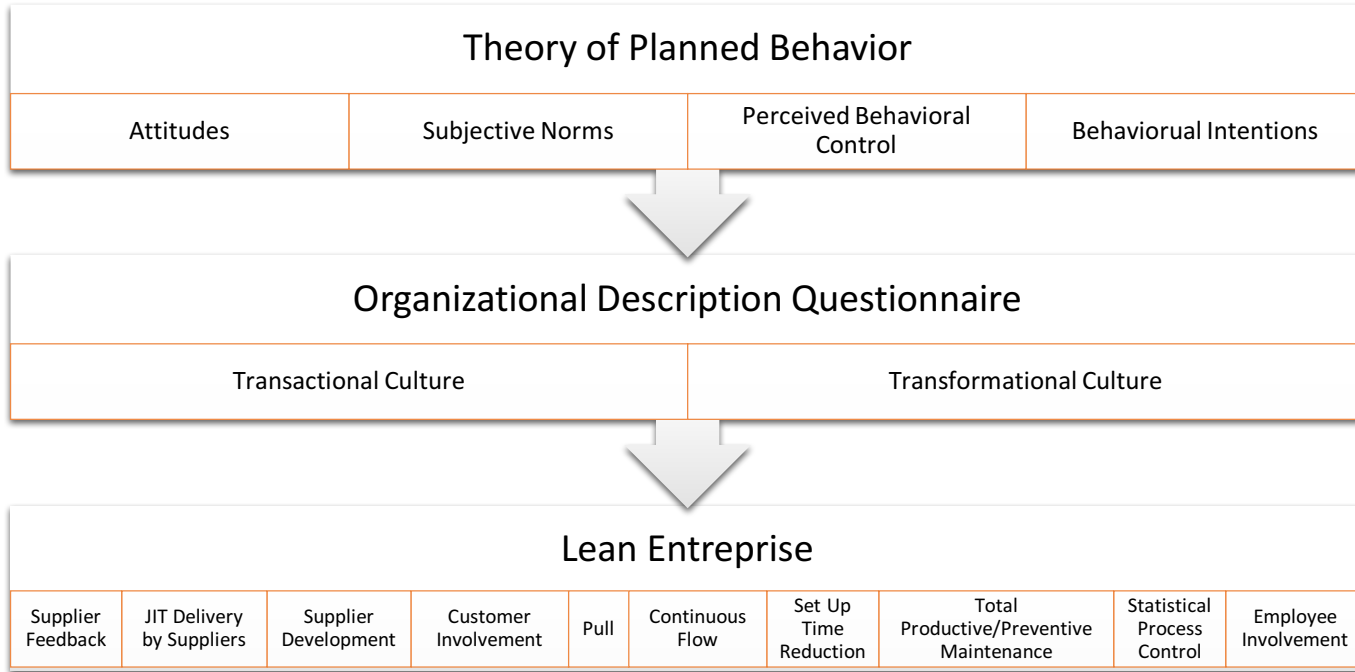 Theory of Planned Behavior
Attitudes
Subjective Norms
Perceived Behavioral
Control
Behaviorual Intentions
Organizational Description Questionnaire
Transactional Culture
Transformational Culture
Lean Entreprise
Supplier
Feedback
JIT Delivery
by Suppliers
Supplier
Development
Customer
Involvement
Pull
Continuous
Flow
Set Up
Time
Reduction
Total
Productive/Preventive
Maintenance
Statistical
Process
Control
Employee
Involvement